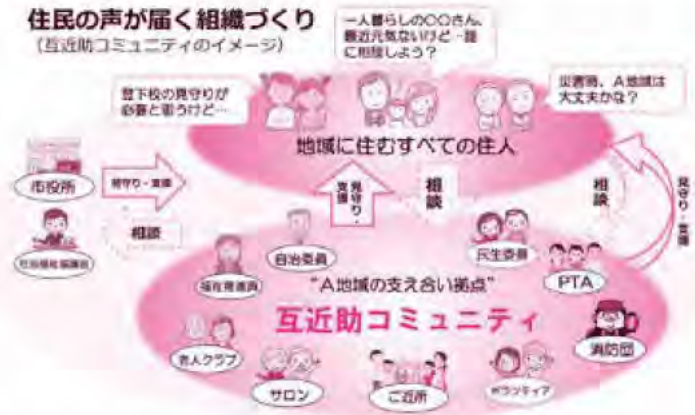 住民の声が届く組織づくり
(互近助コミュニティのイメージ)
一人暮らしの〇〇さん、
最近元気ないけど…誰
に相談しよう？
登下校の見守りが
必要と思うけど…
災害時、A地域は
大丈夫かな？
地域に住むすべての住人
市役所
見守り・支援
社会福祉協議会
相談
見守り・
支援
相談
相談
見守り・支援
自治委員
民生委員
福祉推進員
PTA
"A地域の支え合い拠点"
互近助コミュニティ
消防団
老人クラブ
サロン
ご近所
ボランティア